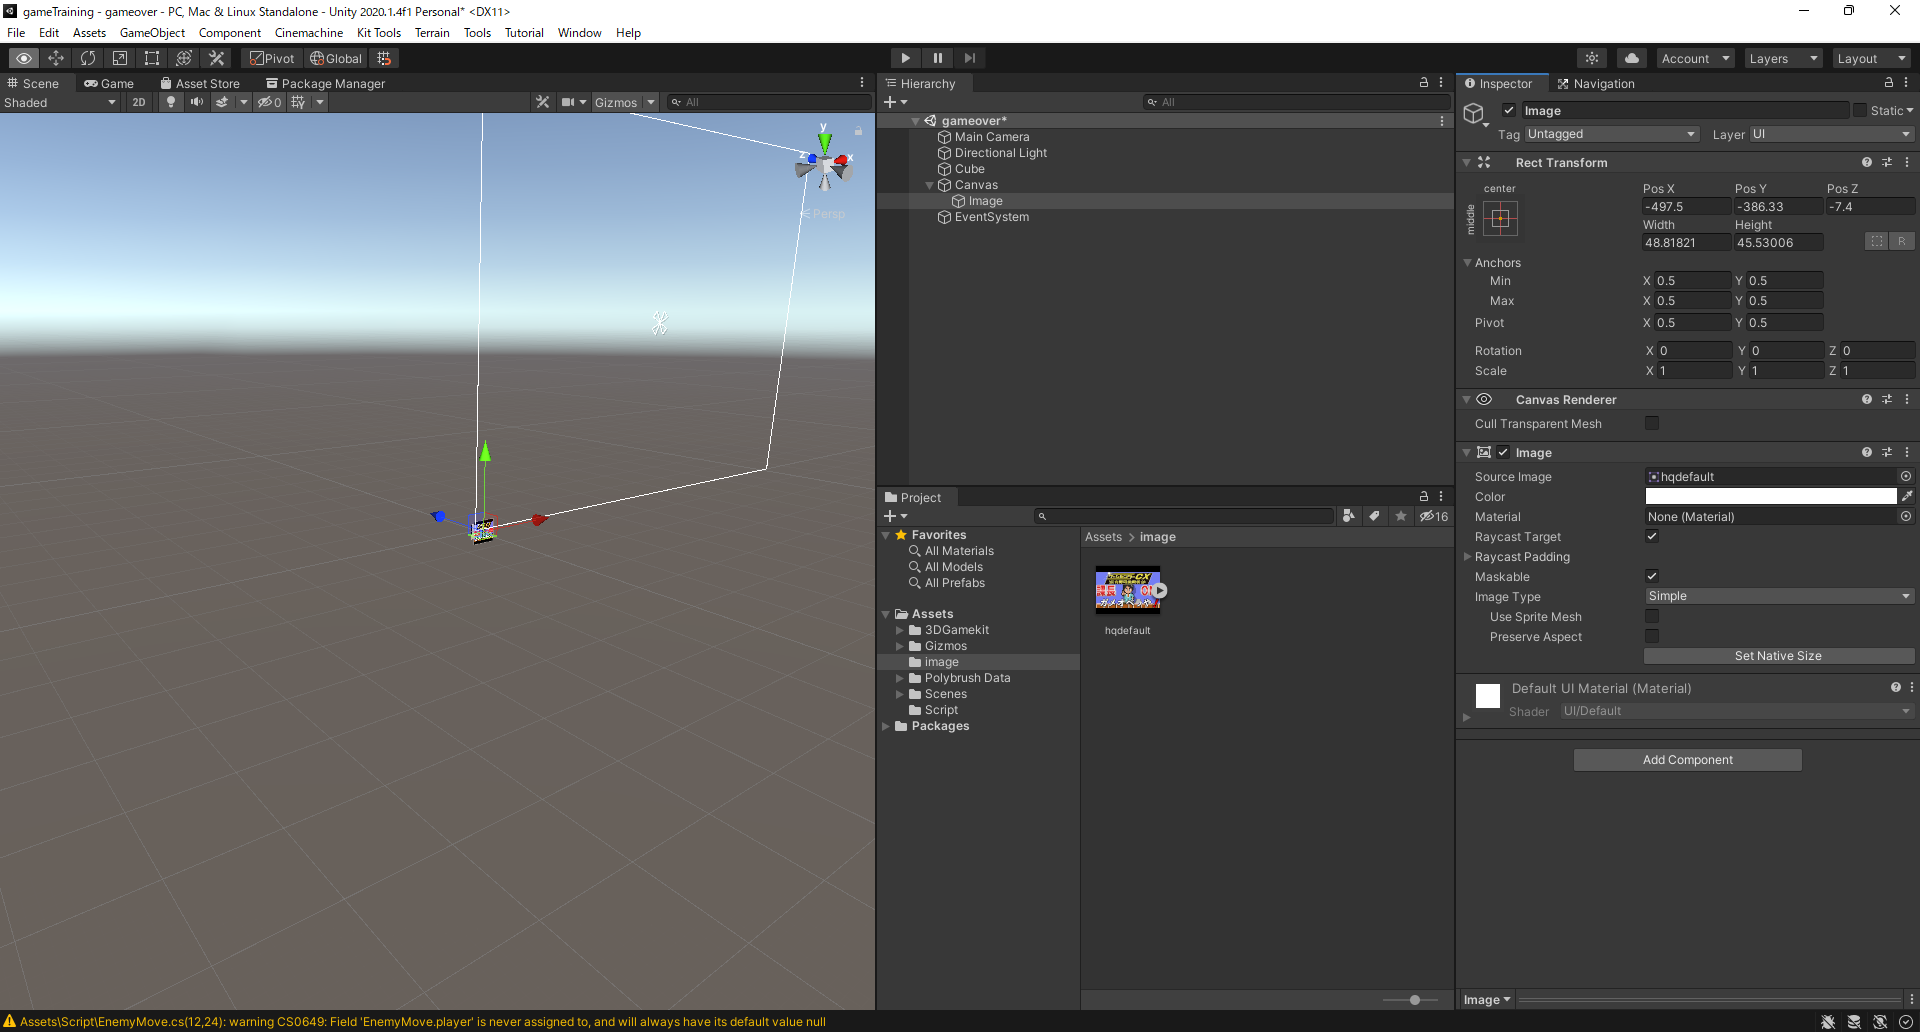 gameTraining - gameover - PC, Mac & Linux Standalone - Unity 2020.1.4f1 Personal* <DX11>
File Edit Assets GameObject Component Cinemachine Kit Tools Terrain Tools Tutorial Window Help
Pivot Global Account Layers Layout
Scene Game Asset Store Package Manager
Shaded 2D 0 Gizmos All
y
z x
Persp
Hierarchy
All
gameover*
Main Camera
Directional Light
Cube
Canvas
Image
EventSystem
Project
16
Favorites
All Materials
All Models
All Prefabs
Assets
3DGamekit
Gizmos
image
Polybrush Data
Scenes
Script
Packages
Assets > image
hqdefault
Inspector Navigation
Image Static
Tag Untagged Layer UI
Rect Transform
center
middle
Pos X Pos Y Pos Z
-497.5 -386.33 -7.4
Width Height
48.81821 45.53006 R
Anchors
Min X 0.5 Y 0.5
Max X 0.5 Y 0.5
Pivot X 0.5 Y 0.5
Rotation X 0 Y 0 Z 0
Scale X 1 Y 1 Z 1
Canvas Renderer
Cull Transparent Mesh
Image
Source Image hqdefault
Color
Material None (Material)
Raycast Target
Raycast Padding
Maskable
Image Type Simple
Use Sprite Mesh
Preserve Aspect
Set Native Size
Default UI Material (Material)
Shader UI/Default
Add Component
Image
Assets\Script\EnemyMove.cs(12,24): warning CS0649: Field 'EnemyMove.player' is never assigned to, and will always have its default value null